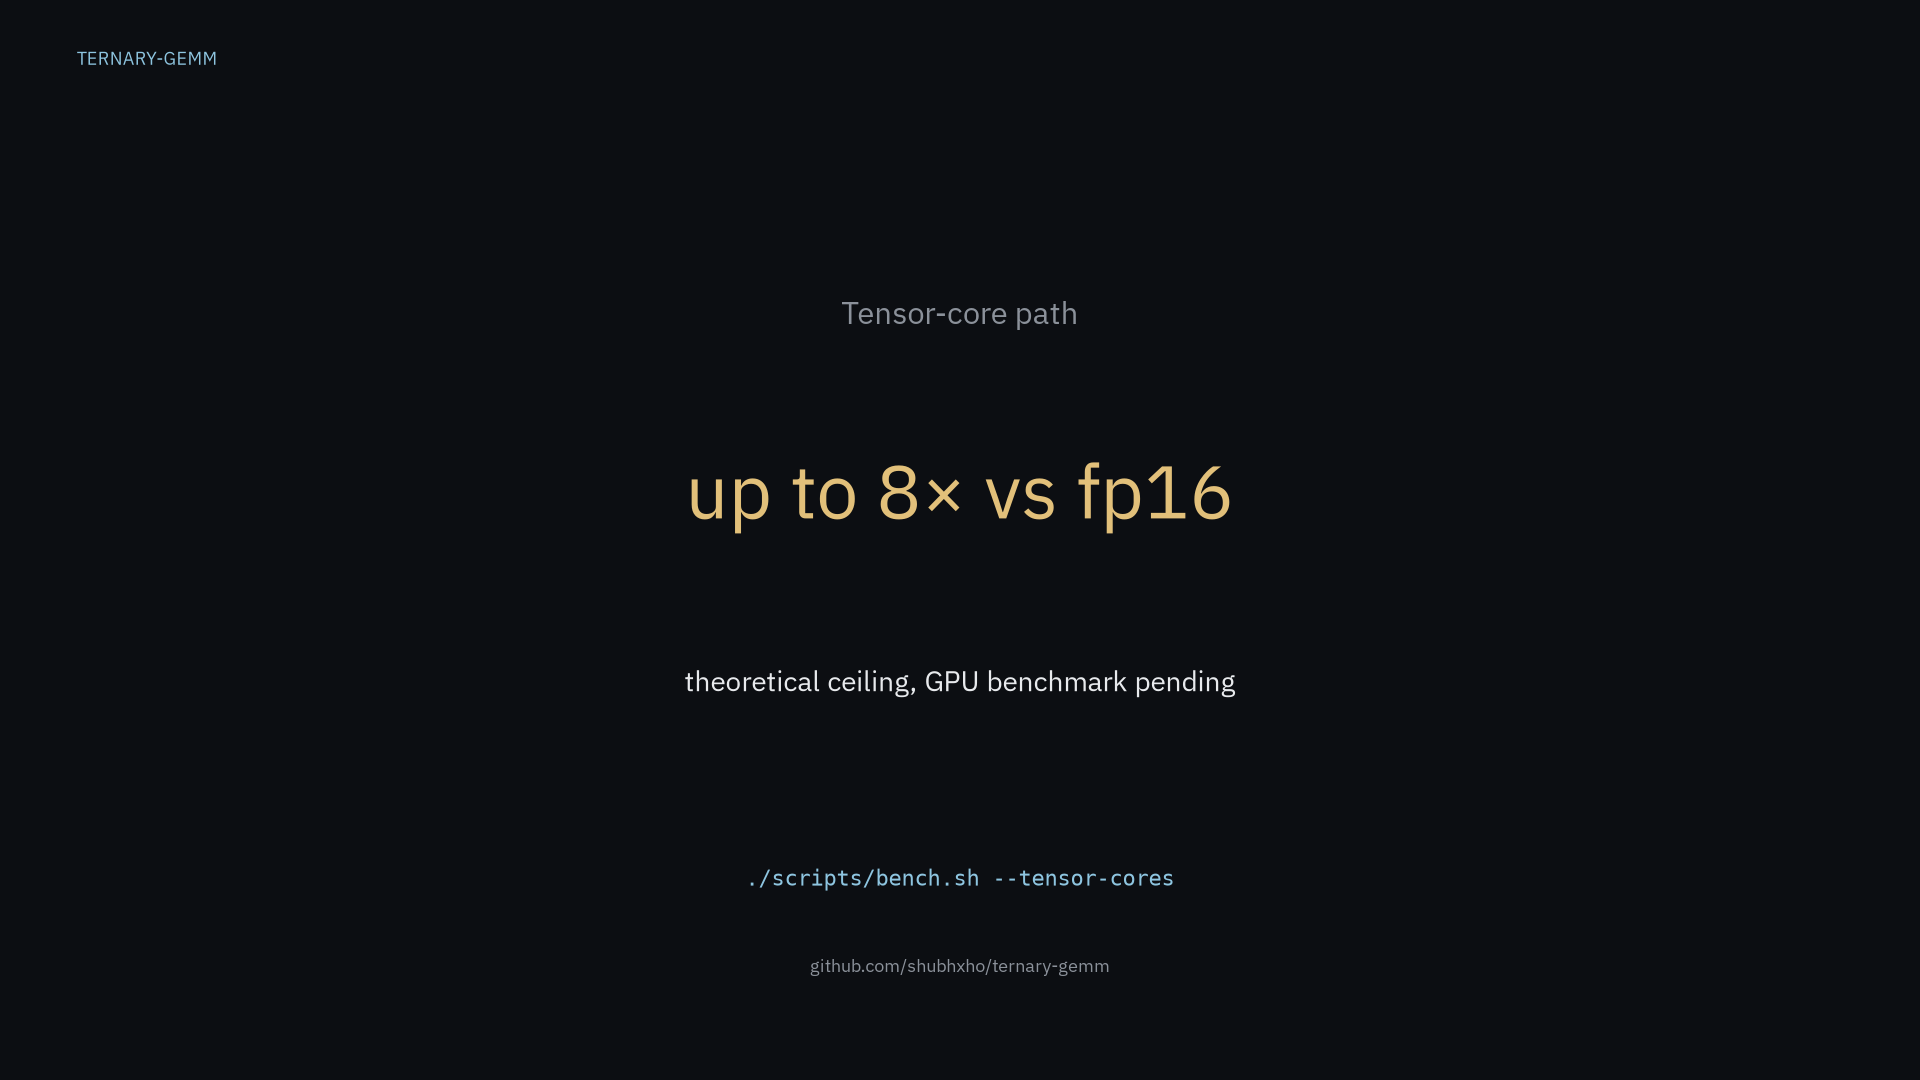 TERNARY-GEMM
Tensor-core path
up to 8× vs fp16
theoretical ceiling, GPU benchmark pending
./scripts/bench.sh --tensor-cores
github.com/shubhxho/ternary-gemm